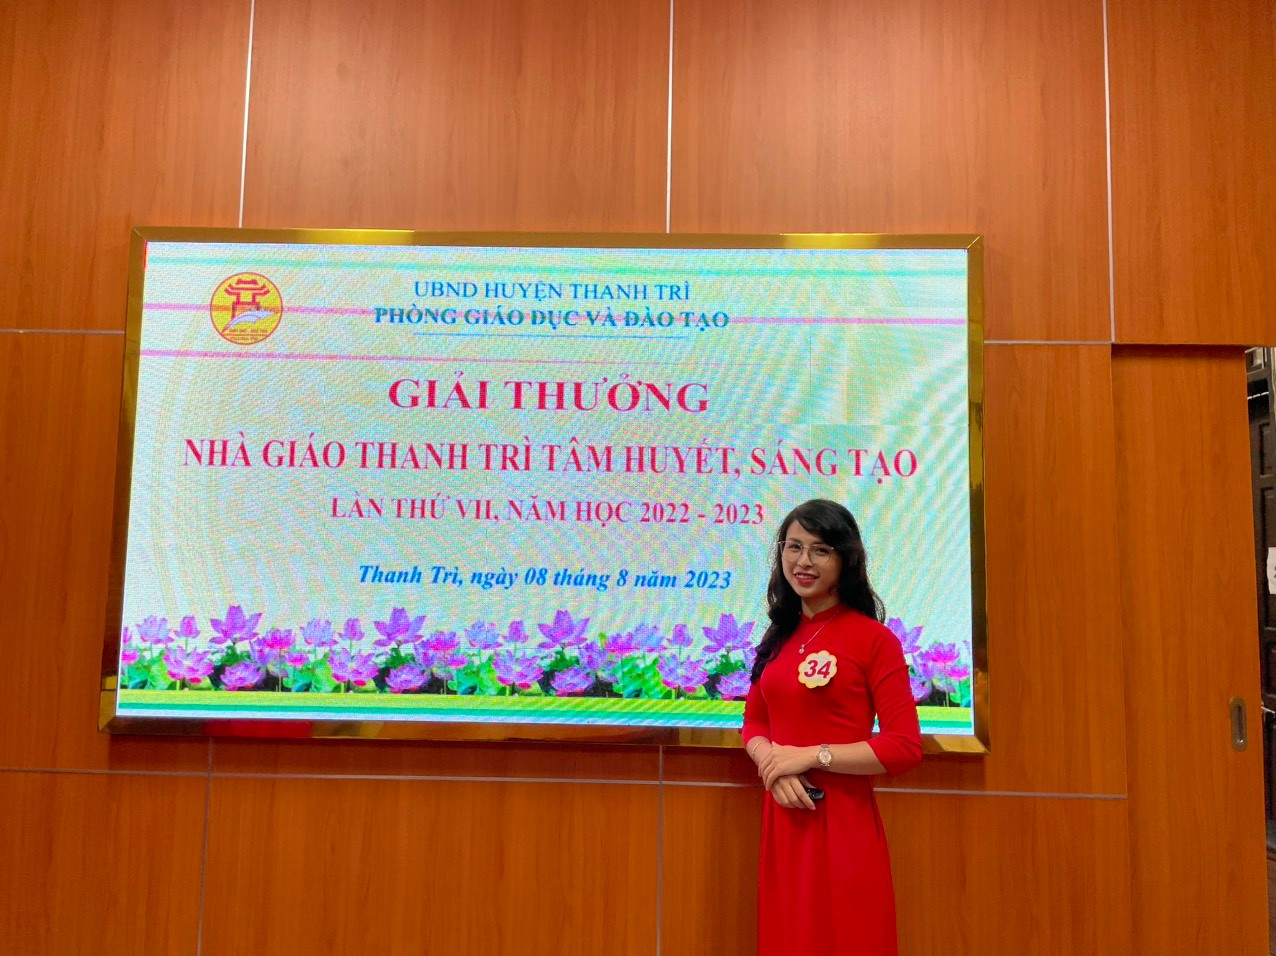 UBND HUYỆN THANH TRÌ
PHÒNG GIÁO DỤC VÀ ĐÀO TẠO
GIẢI THƯỞNG
NHÀ GIÁO THANH TRÌ TÂM HUYẾT, SÁNG TẠO
LẦN THỨ VII, NĂM HỌC 2022 - 2023
Thanh Trì, ngày 08 tháng 8 năm 2023
34